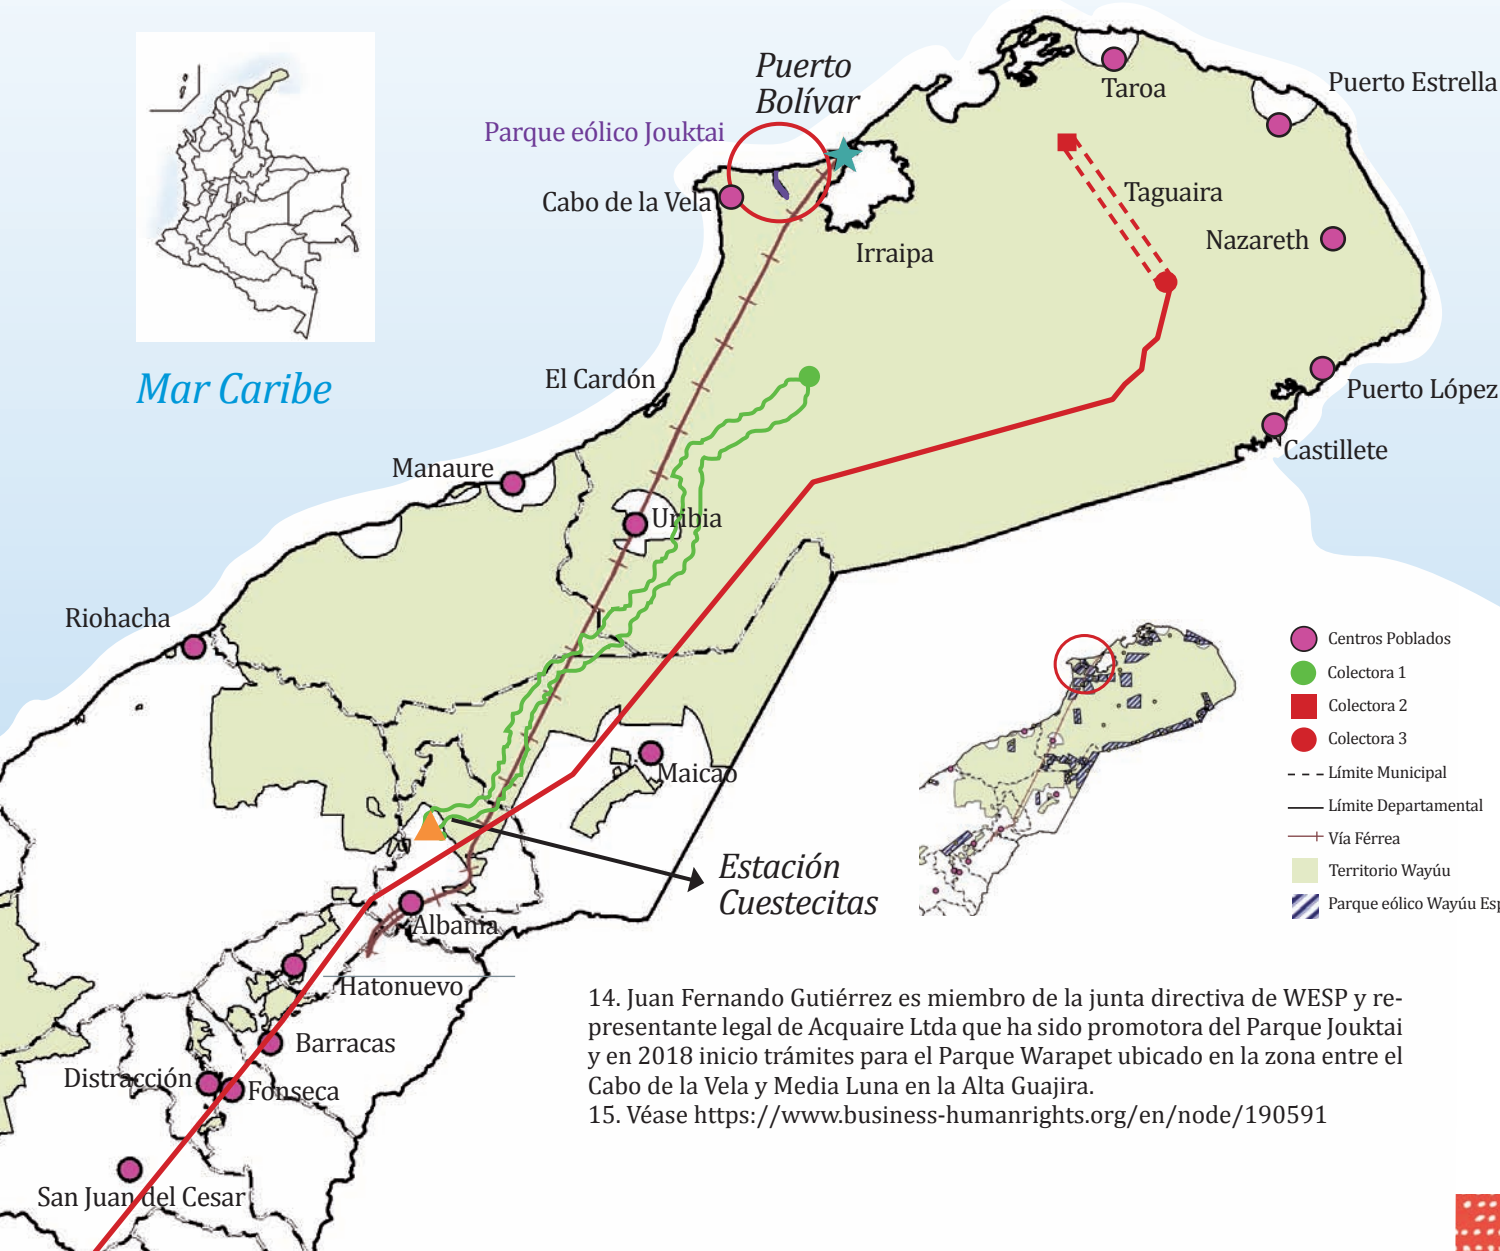 Puerto
Bolívar
Taroa
Puerto Estrella
Parque eólico Jouktai
Cabo de la Vela
Taguaira
Nazareth
Irraipa
Mar Caribe
El Cardón
Puerto López
Castillete
Manaure
Uribia
Riohacha
Maicao
Centros Poblados
Colectora 1
Colectora 2
Colectora 3
Límite Municipal
Límite Departamental
Vía Férrea
Territorio Wayúu
Parque eólico Wayúu Esp
Estación
Cuestecitas
Albania
Hatonuevo
Barracas
Distracción
Fonseca
San Juan del Cesar
14. Juan Fernando Gutiérrez es miembro de la junta directiva de WESP y re-
presentante legal de Acquaire Ltda que ha sido promotora del Parque Jouktai
y en 2018 inicio trámites para el Parque Warapet ubicado en la zona entre el
Cabo de la Vela y Media Luna en la Alta Guajira.
15. Véase https://www.business-humanrights.org/en/node/190591